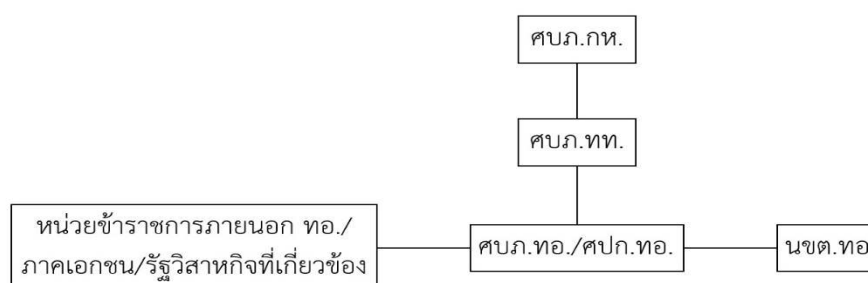 ศบภ.กห.
ศบภ.ทท.
หน่วยข้าราชการภายนอก ทอ./
ภาคเอกชน/รัฐวิสาหกิจที่เกี่ยวข้อง
ศบภ.ทอ./ศปก.ทอ.
นขต.ทอ